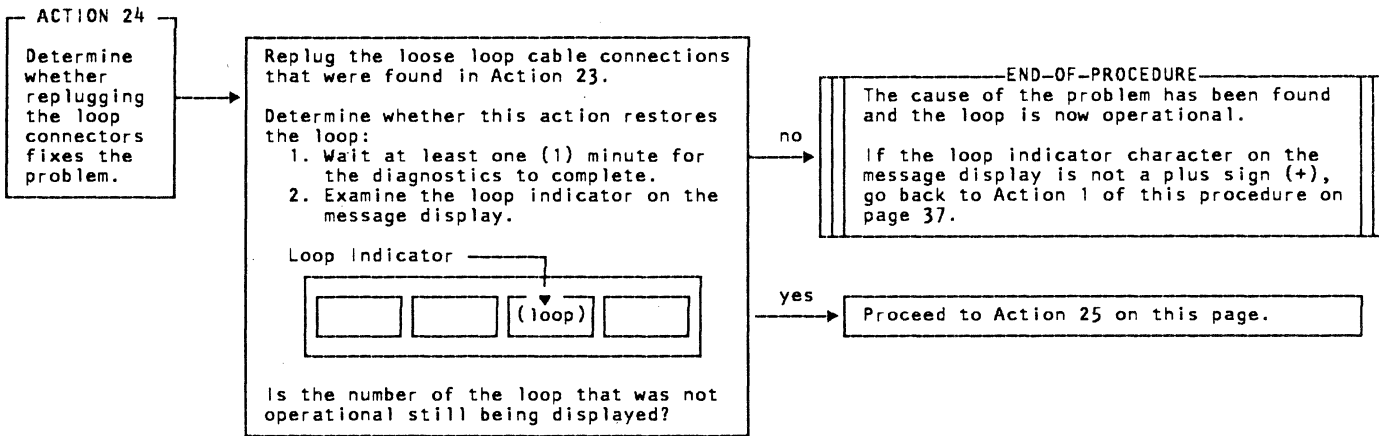 ACTION 24
Determine
whether
replugging
the loop
connectors
fixes the
problem.
Replug the loose loop cable connections
that were found in Action 23.
Determine whether this action restores
the loop:
1. Wait at least one (1) minute for
the diagnostics to complete.
2. Examine the loop indicator on the
message display.
Loop Indicator
(loop)
Is the number of the loop that was not
operational still being displayed?
no
END-OF-PROCEDURE
The cause of the problem has been found
and the loop is now operational.
If the loop indicator character on the
message display is not a plus sign (+),
go back to Action 1 of this procedure on
page 37.
yes
Proceed to Action 25 on this page.